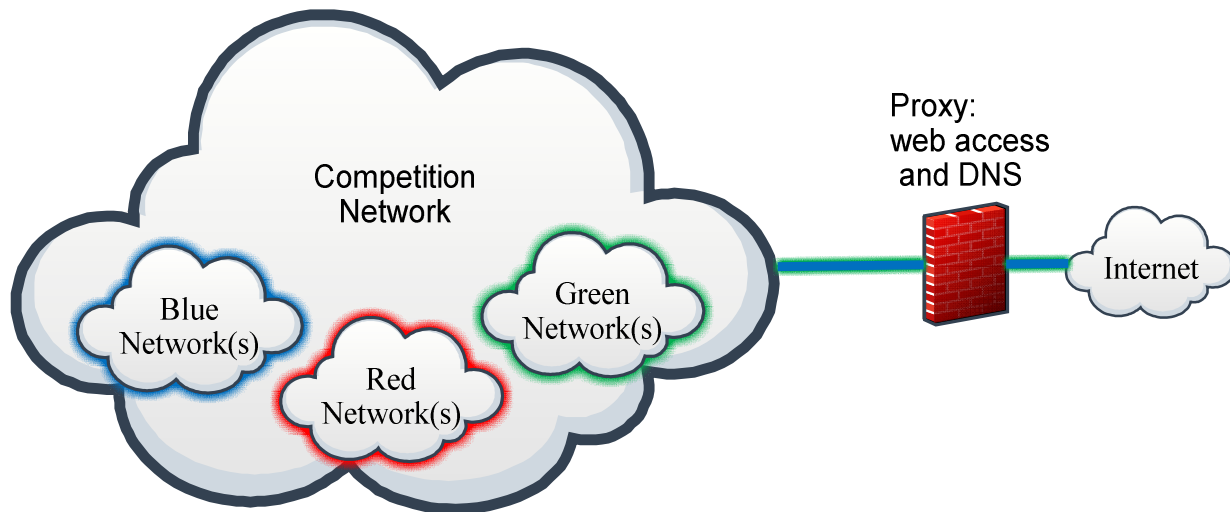 Competition
Network
Blue
Network(s)
Red
Network(s)
Green
Network(s)
Proxy:
web access
and DNS
Internet